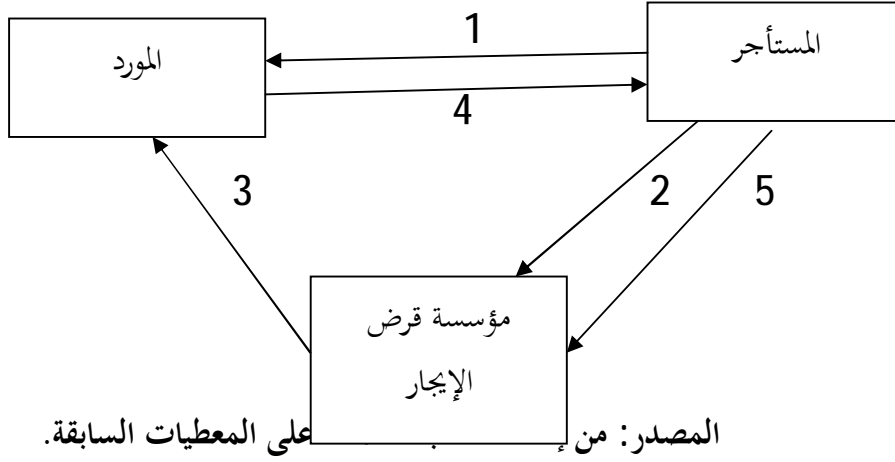 1
المستأجر
المورد
4
3
2
5
مؤسسة قرض
الإيجار
المصدر: من على المعطيات السابقة.